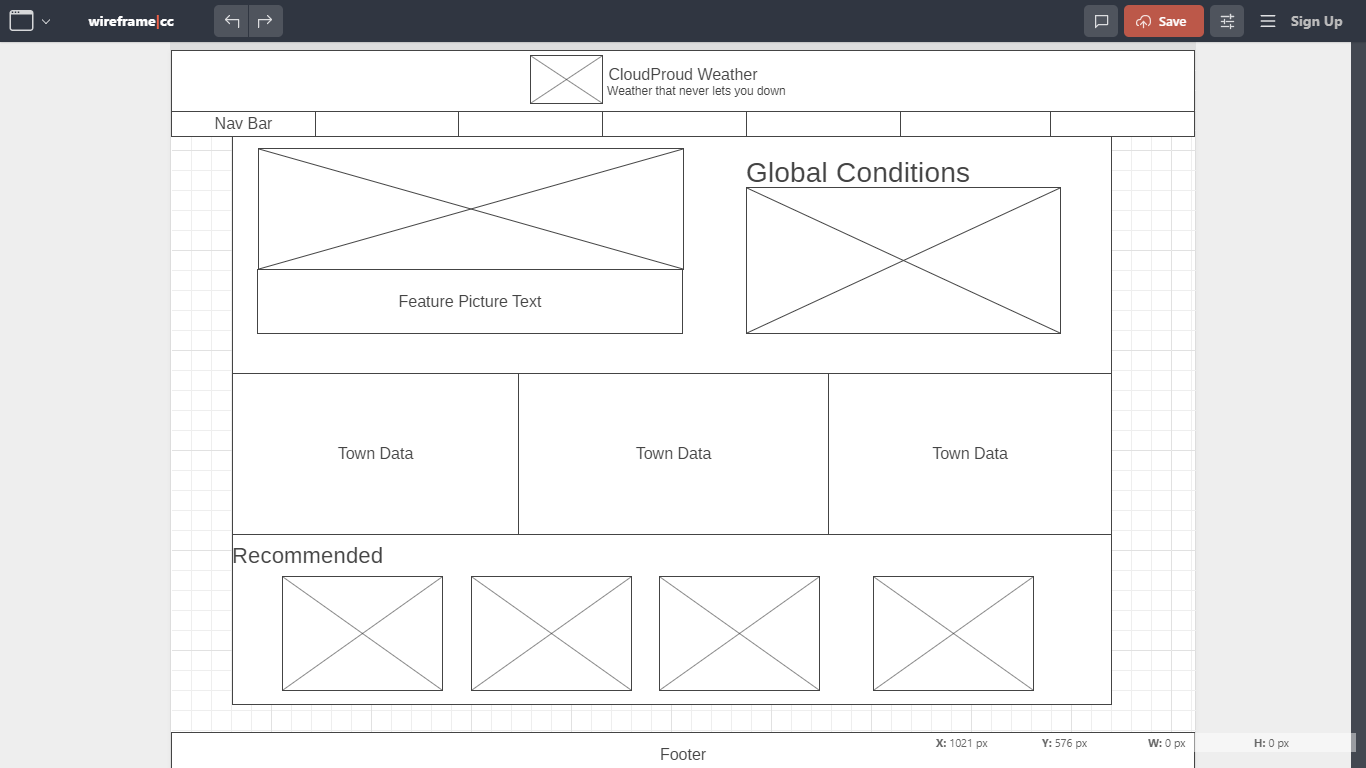 wireframe|cc
Save
Sign Up
CloudProud Weather
Weather that never lets you down
Nav Bar
Global Conditions
Feature Picture Text
Town Data
Town Data
Town Data
Recommended
X: 1021 px Y: 576 px W: 0 px H: 0 px
Footer